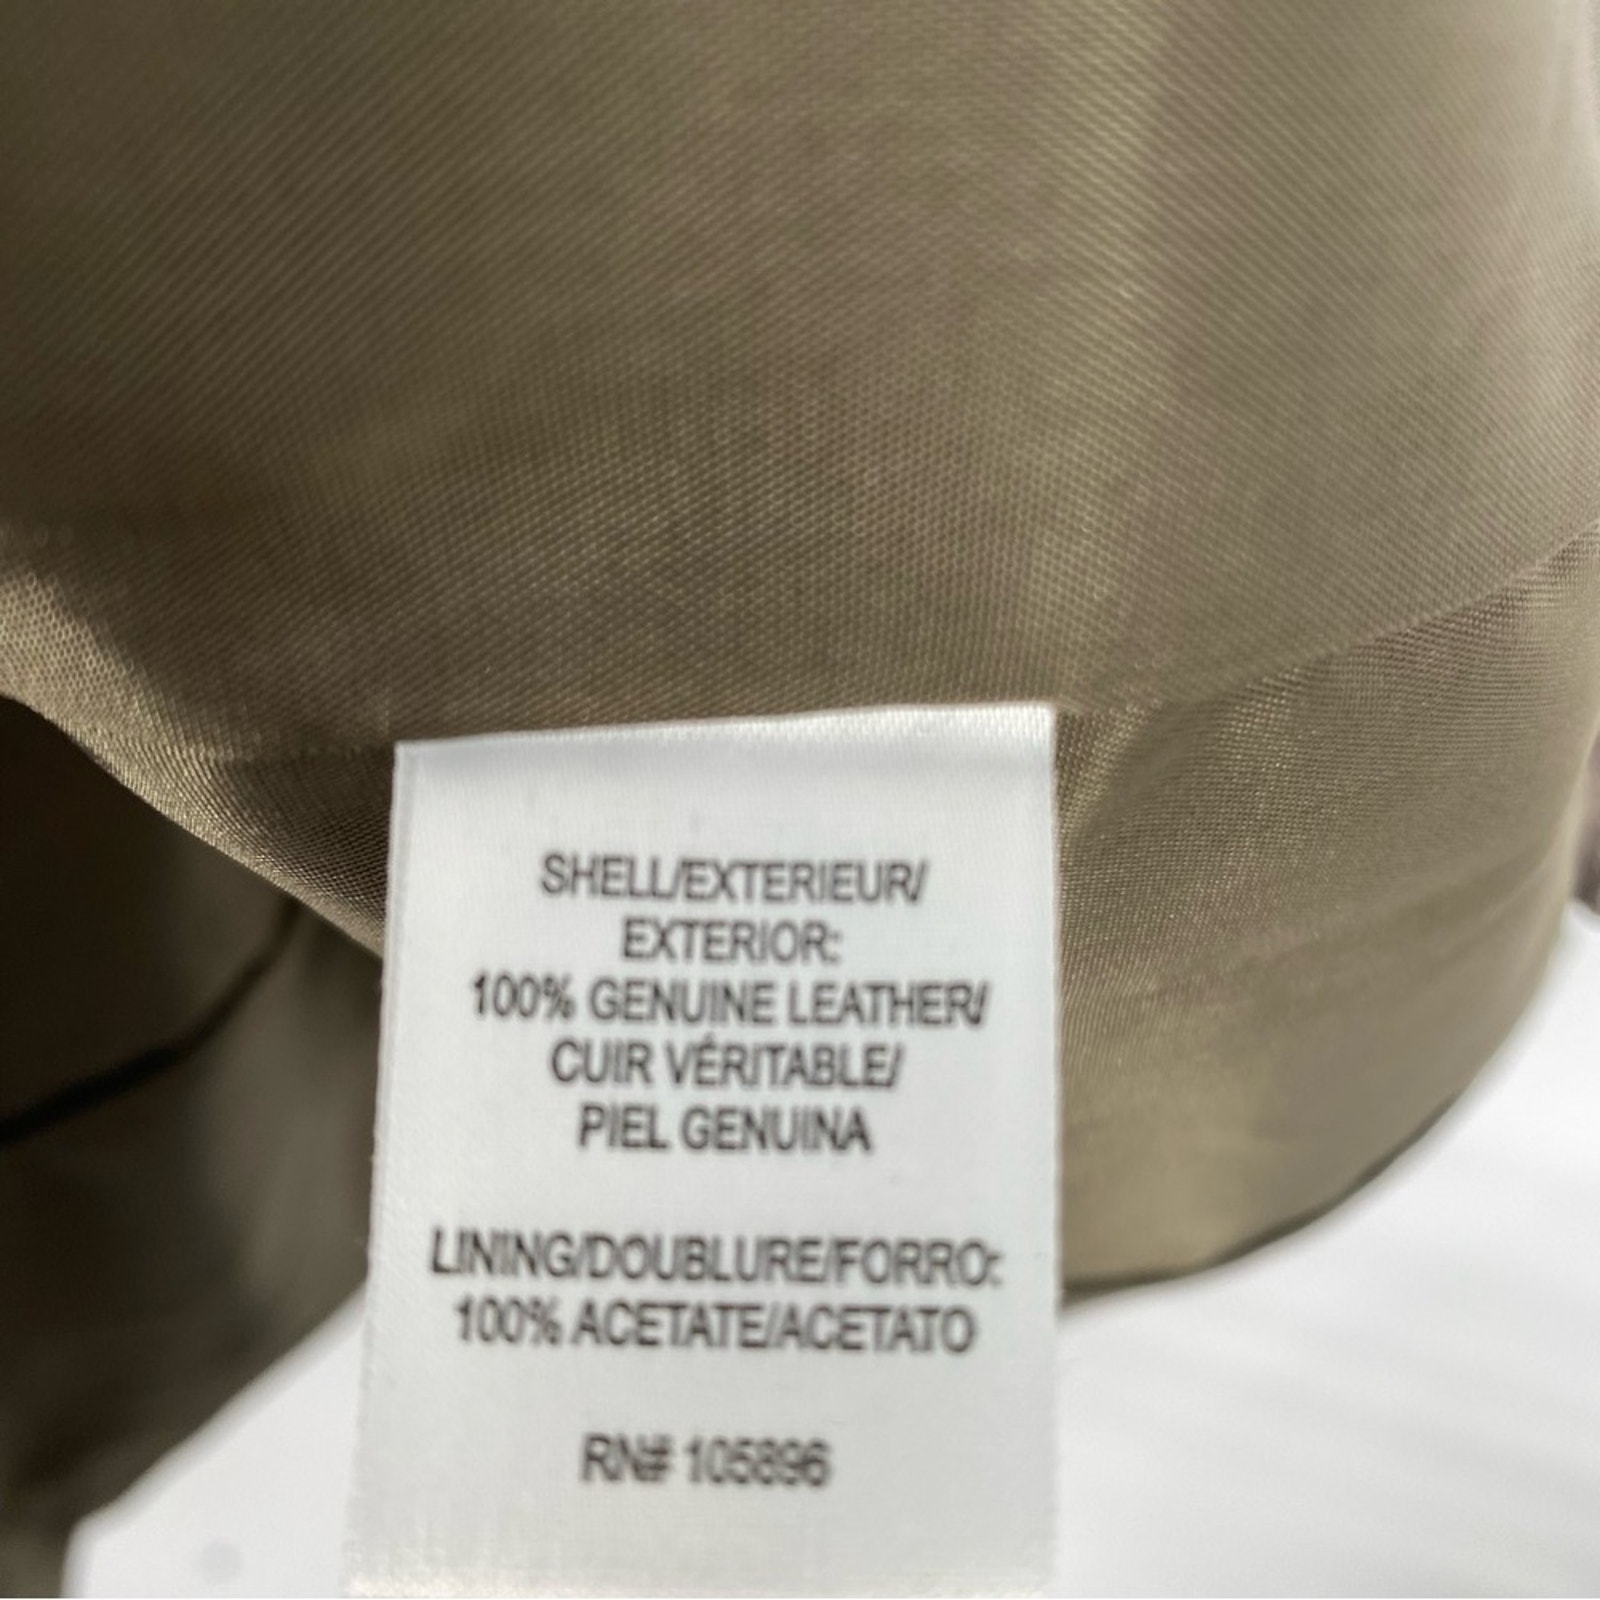 SHELL/EXTERIEUR/
EXTERIOR:
100% GENUINE LEATHER/
CUIR VÉRITABLE/
PIEL GENUINA
LINING/DOUBLURE/FORRO:
100% ACETATE/ACETATO
RN# 105896